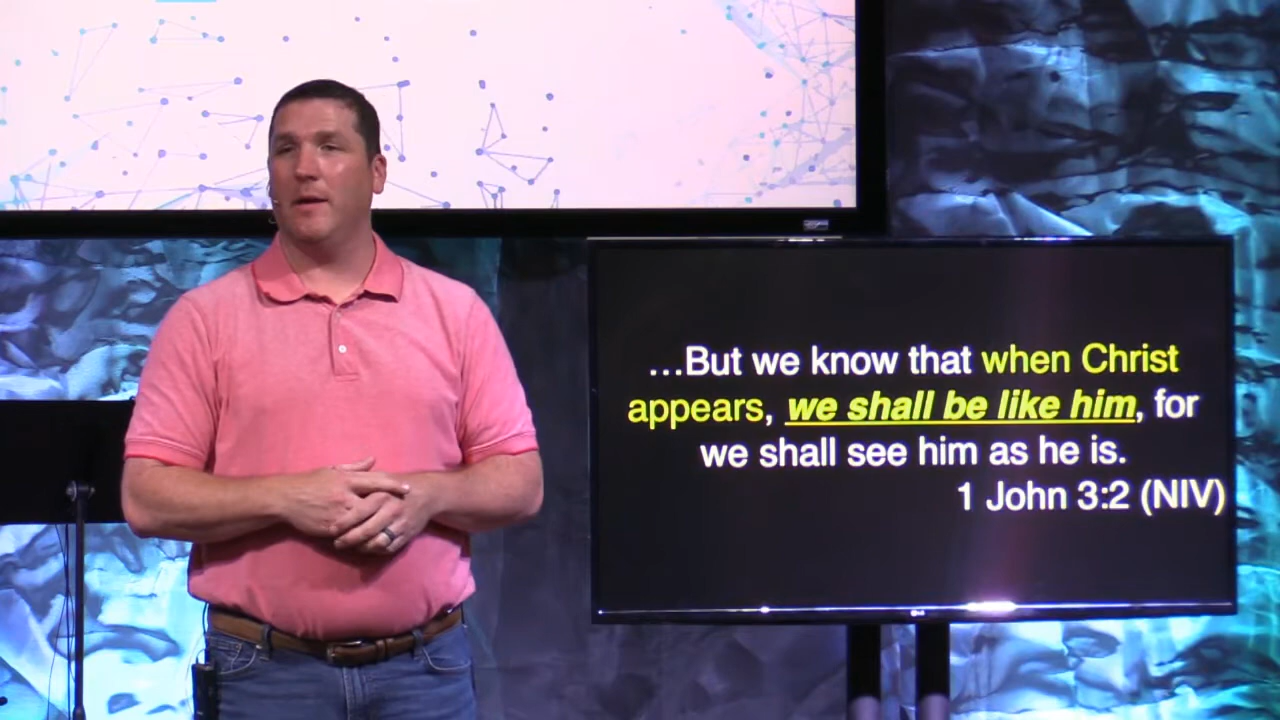 …But we know that when Christ
appears, we shall be like him, for
we shall see him as he is.
1 John 3:2 (NIV)
LG